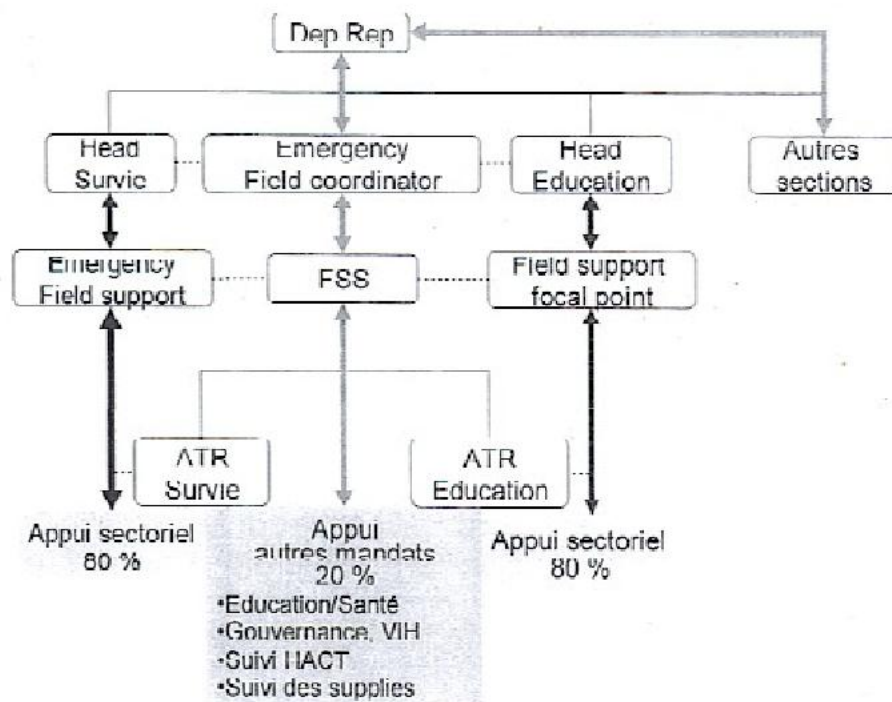 Dep Rep
Head
Survie
Emergency
Field coordinator
Head
Education
Autres
sections
Emergency
Field support
FSS
Field support
focal point
ATR
Survie
ATR
Education
Appui sectoriel
80 %
Appui
autres mandats
20 %
•Education/Santé
•Gouvernance, VIH
•Suivi HACT
•Suivi des supplies
Appui sectoriel
80 %